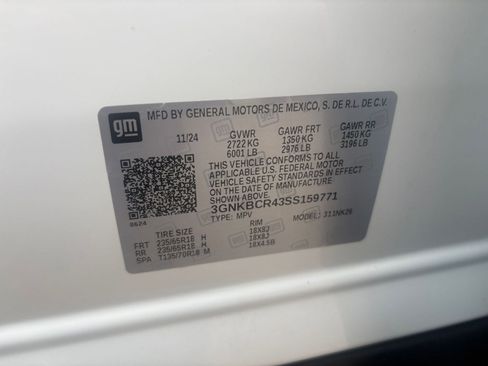 gm
MFD BY GENERAL MOTORS DE MEXICO, S. DE R.L. DE C.V.
11/24 GVWR GAWR FRT GAWR RR
2722 KG 1350 KG 1450 KG
6001 LB 2976 LB 3196 LB
THIS VEHICLE CONFORMS TO ALL
APPLICABLE U.S. FEDERAL MOTOR
VEHICLE SAFETY STANDARDS IN
EFFECT ON THE DATE OF
MANUFACTURE SHOWN ABOVE.
3GNKBCR43SS159771
8624 TYPE: MPV MODEL: 311NK26
TIRE SIZE RIM
FRT 235/65R18 H 18X8J
RR 235/65R18 H 18X8J
SPA T135/70R18 M 18X4.5B